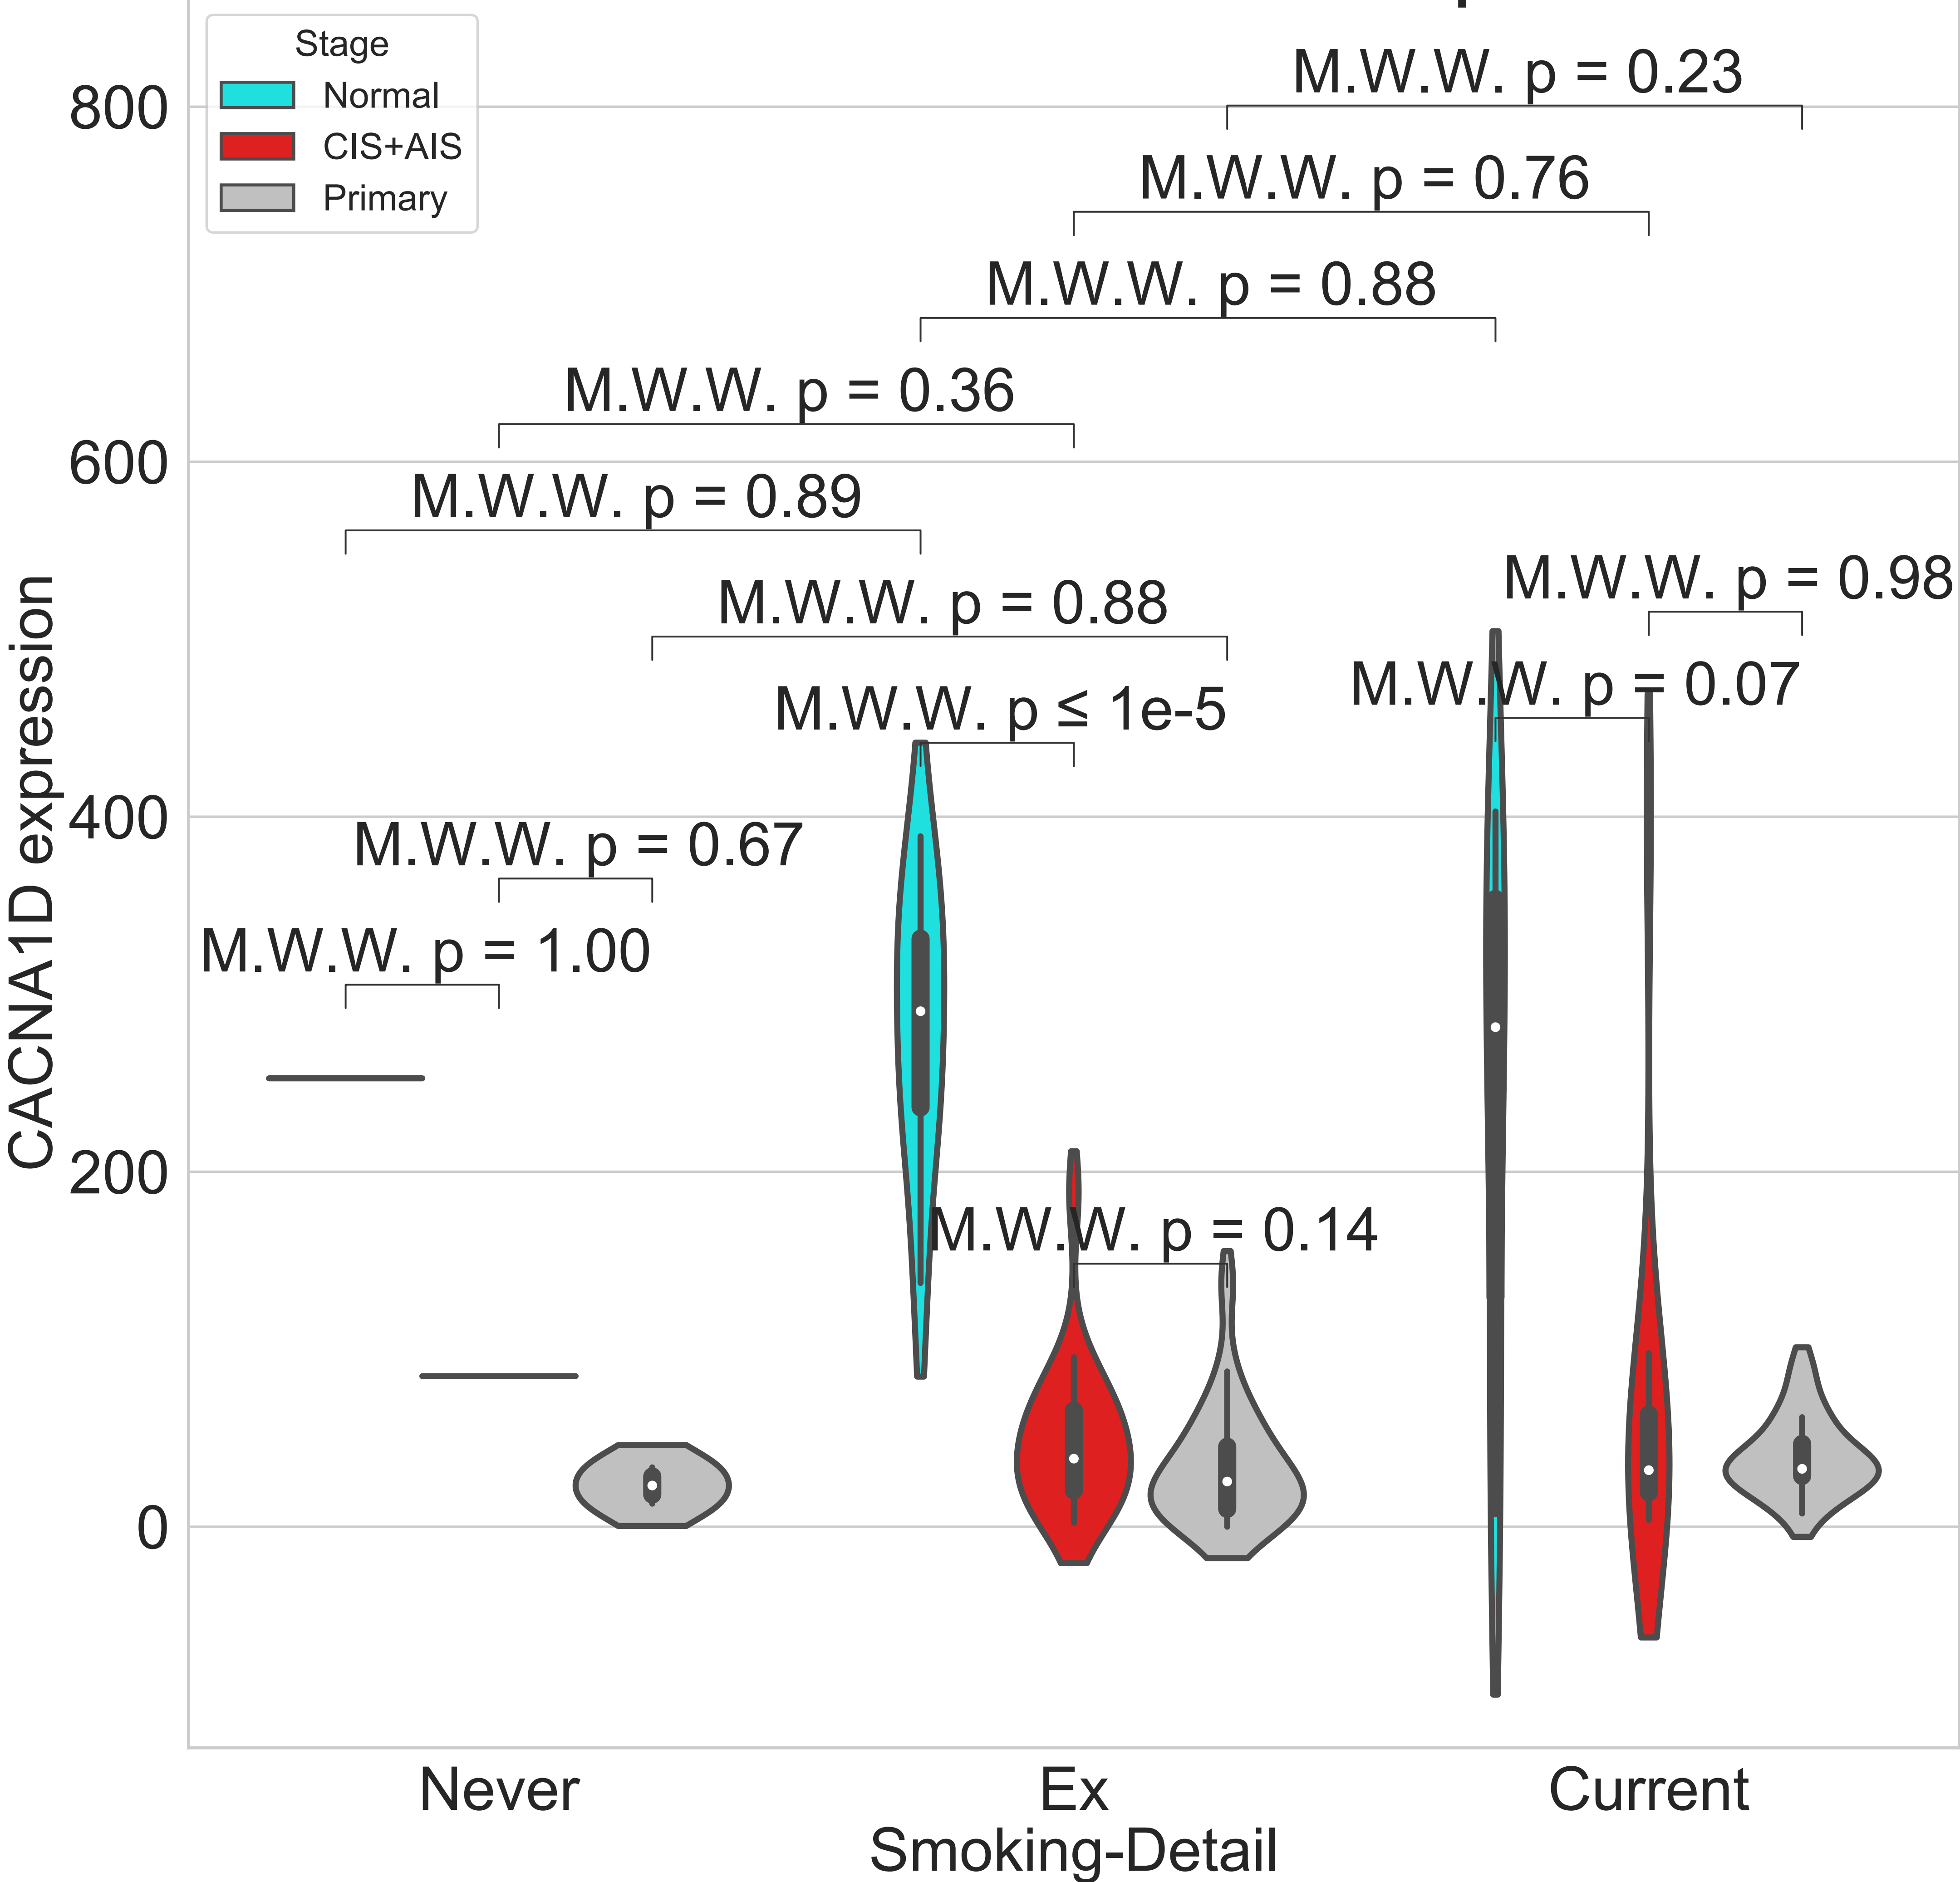 Stage
Normal
CIS+AIS
Primary
M.W.W. p = 0.23
M.W.W. p = 0.76
M.W.W. p = 0.88
M.W.W. p = 0.36
M.W.W. p = 0.89
M.W.W. p = 0.98
M.W.W. p = 0.88
M.W.W. p = 0.07
M.W.W. p ≤ 1e-5
M.W.W. p = 0.67
M.W.W. p = 1.00
M.W.W. p = 0.14
800
600
400
200
0
CACNA1D expression
Never
Ex
Current
Smoking-Detail